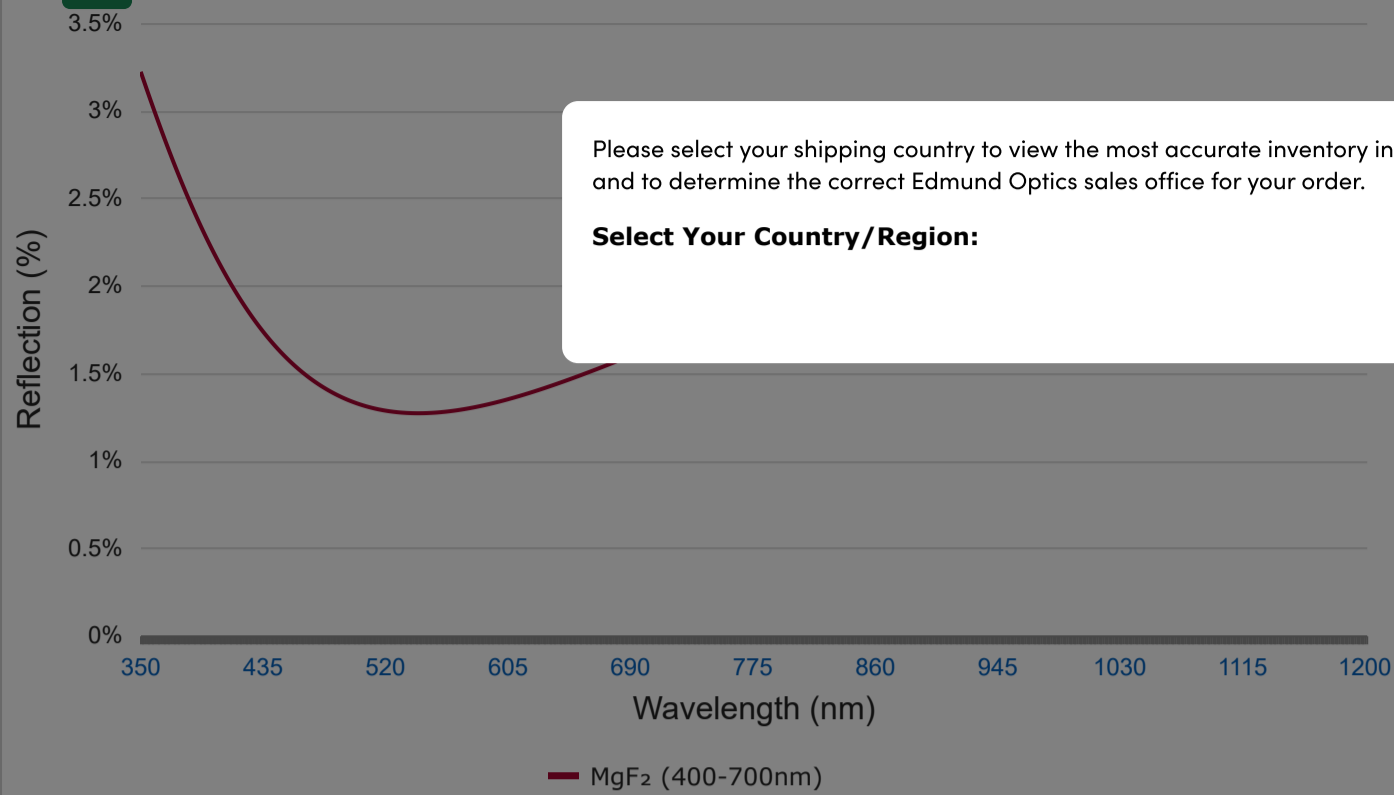 3.5%
3%
2.5%
2%
1.5%
1%
0.5%
0%
Reflection (%)
Please select your shipping country to view the most accurate inventory in
and to determine the correct Edmund Optics sales office for your order.
Select Your Country/Region:
350 435 520 605 690 775 860 945 1030 1115 1200
Wavelength (nm)
MgF₂ (400-700nm)